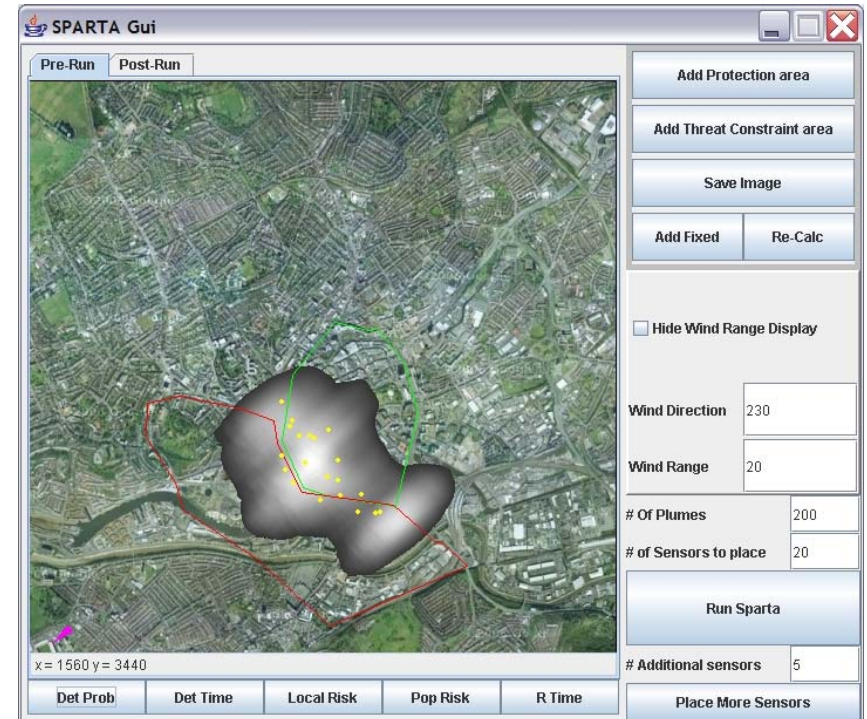 SPARTA Gui
Pre-Run Post-Run
Add Protection area
Add Threat Constraint area
Save Image
Add Fixed Re-Calc
Hide Wind Range Display
Wind Direction 230
Wind Range 20
# Of Plumes 200
# of Sensors to place 20
Run Sparta
# Additional sensors 5
Place More Sensors
x = 1560 y = 3440
Det Prob Det Time Local Risk Pop Risk R Time